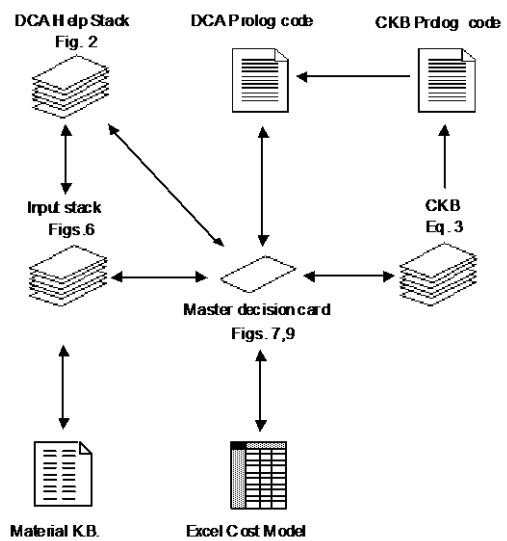 DCA Help Stack
Fig. 2
DCA Prolog code
CKB Prolog code
Input stack
Figs.6
CKB
Eq. 3
Master decision card
Figs. 7,9
Material K.B.
Excel Cost Model